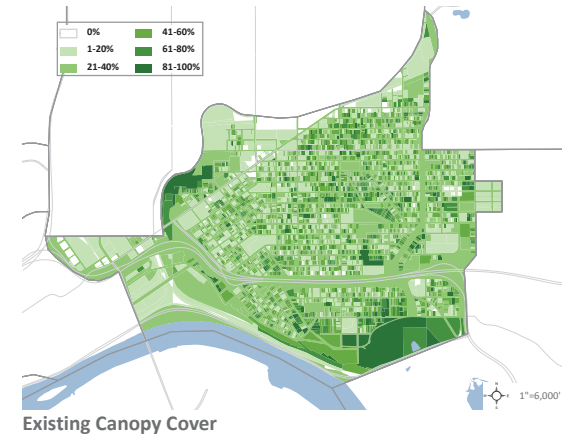 0%
1-20%
21-40%
41-60%
61-80%
81-100%
N
W
E
S
1"=6,000'
Existing Canopy Cover